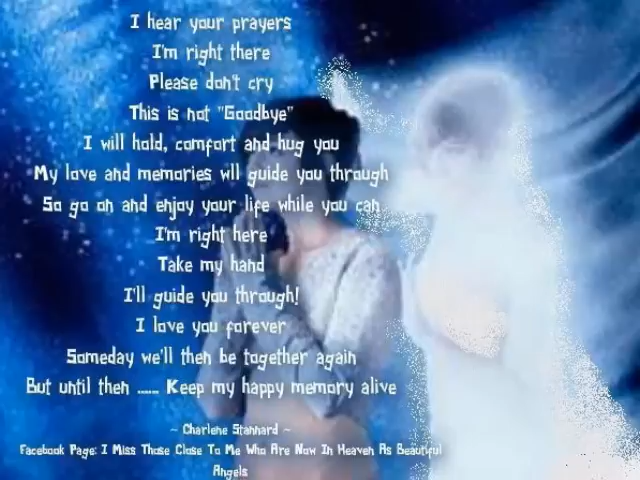 I hear your prayers
I'm right there
Please don't cry
This is not "Goodbye"
I will hold, comfort and hug you
My love and memories wll guide you through
So go on and enjoy your life while you can
I'm right here
Take my hand
I'll guide you through!
I love you forever
Someday we'll then be together again
But until then ...... Keep my happy memory alive
~ Charlene Stannard ~
Facebook Page: I Miss Those Close To Me Who Are Now In Heaven As Beautiful
Angels